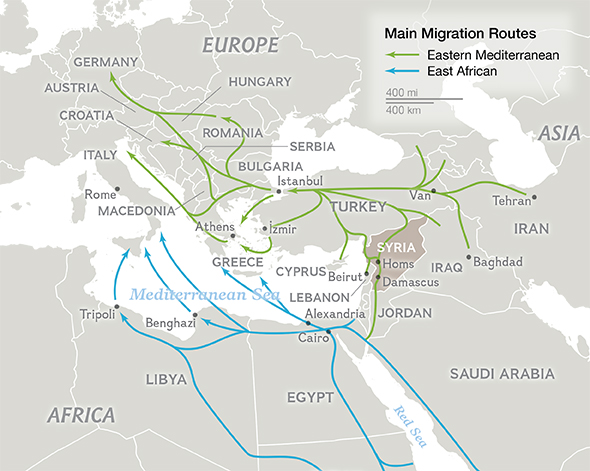 Main Migration Routes
Eastern Mediterranean
East African
400 mi
400 km
EUROPE
GERMANY
AUSTRIA
HUNGARY
CROATIA
ROMANIA
ASIA
SERBIA
ITALY
BULGARIA
Istanbul
Rome
Van
Tehran
MACEDONIA
TURKEY
Athens
İzmir
IRAN
SYRIA
GREECE
Homs
IRAQ
Baghdad
CYPRUS
Beirut
Damascus
Mediterranean Sea
LEBANON
Tripoli
Alexandria
JORDAN
Benghazi
Cairo
SAUDI ARABIA
LIBYA
EGYPT
AFRICA
Red Sea